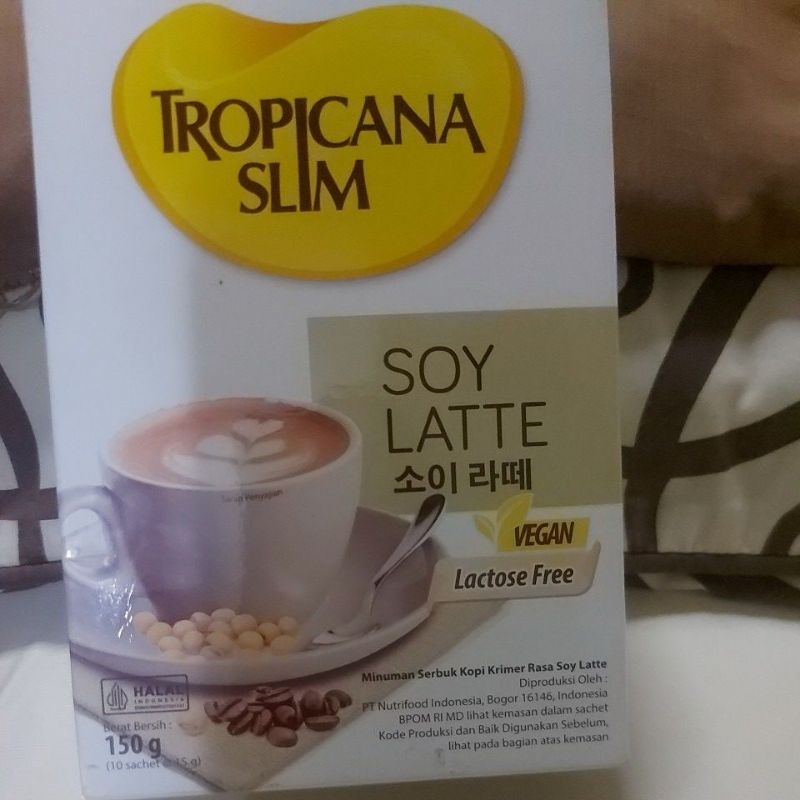 TROPICANA
SLIM
SOY
LATTE
소이 라떼
Saran Penyajian
VEGAN
Lactose Free
Minuman Serbuk Kopi Krimer Rasa Soy Latte
Diproduksi Oleh :
PT Nutrifood Indonesia, Bogor 16146, Indonesia
BPOM RI MD lihat kemasan dalam sachet
Kode Produksi dan Baik Digunakan Sebelum,
lihat pada bagian atas kemasan
HALAL
INDONESIA
Berat Bersih :
150 g
(10 sachet @ 15 g)